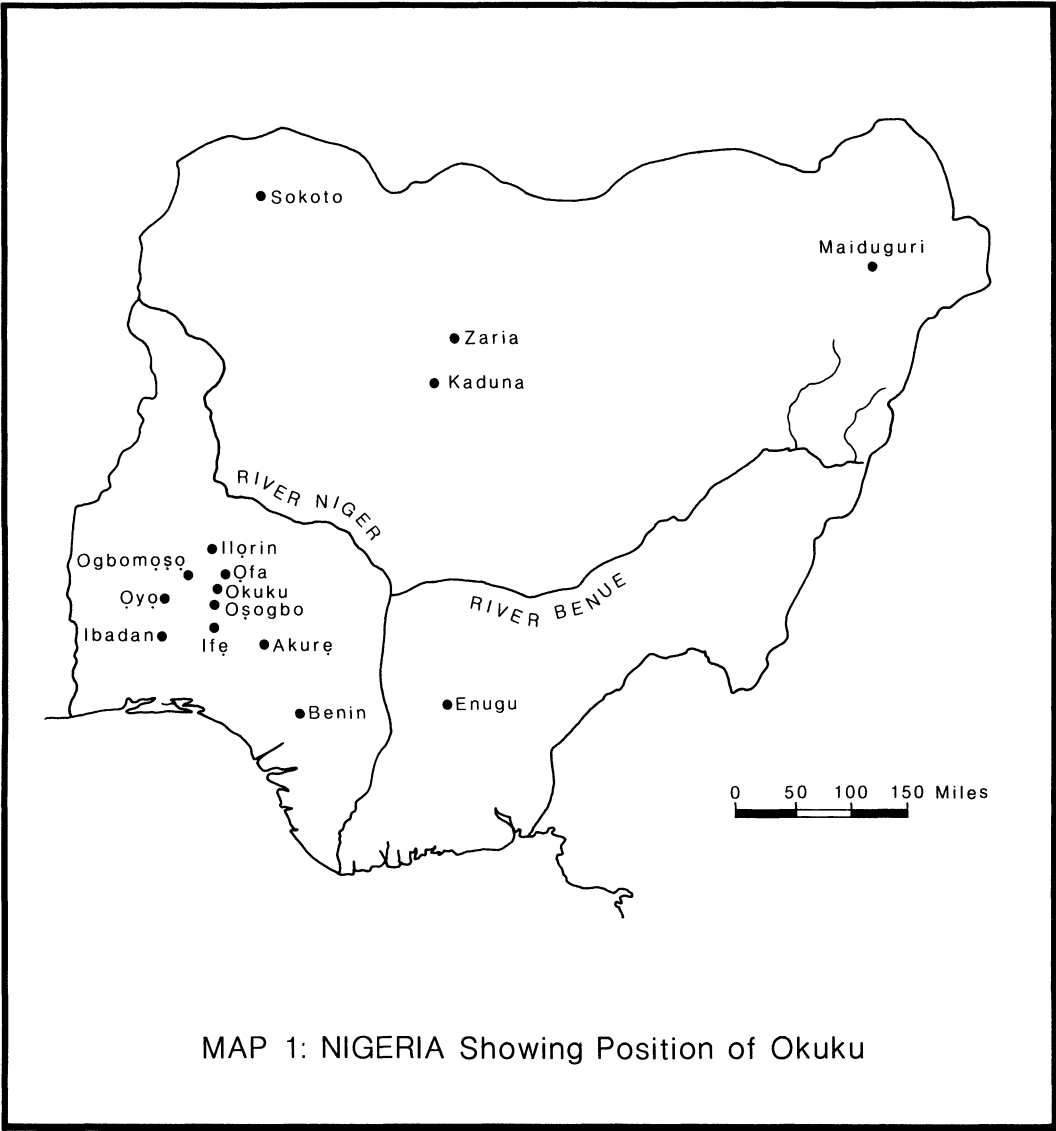 Sokoto
Maiduguri
Zaria
Kaduna
RIVER NIGER
Ilọrin
Ogbomọṣọ
Ọfa
Okuku
Ọyọ
Oṣogbo
Ibadan
Ifẹ
Akurẹ
RIVER BENUE
Benin
Enugu
0 50 100 150 Miles
MAP 1: NIGERIA Showing Position of Okuku